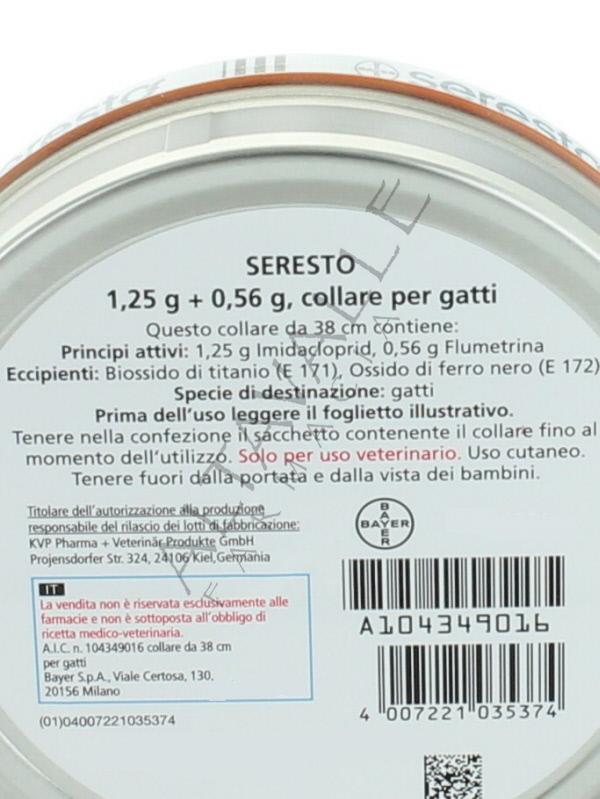 seresto
seresto
SERESTO
1,25 g + 0,56 g, collare per gatti
Questo collare da 38 cm contiene:
Principi attivi: 1,25 g Imidacloprid, 0,56 g Flumetrina
Eccipienti: Biossido di titanio (E 171), Ossido di ferro nero (E 172)
Specie di destinazione: gatti
Prima dell'uso leggere il foglietto illustrativo.
Tenere nella confezione il sacchetto contenente il collare fino al
momento dell'utilizzo. Solo per uso veterinario. Uso cutaneo.
Tenere fuori dalla portata e dalla vista dei bambini.
Titolare dell'autorizzazione alla produzione
responsabile del rilascio dei lotti di fabbricazione:
KVP Pharma + Veterinär Produkte GmbH
Projensdorfer Str. 324, 24106 Kiel, Germania
BAYER
BAYER
IT
La vendita non è riservata esclusivamente alle
farmacie e non è sottoposta all'obbligo di
ricetta medico-veterinaria.
A.I.C. n. 104349016 collare da 38 cm
per gatti
Bayer S.p.A., Viale Certosa, 130.
20156 Milano
(01)04007221035374
A104349016
4 007221 035374
ALTAVALLE
FARMACIA